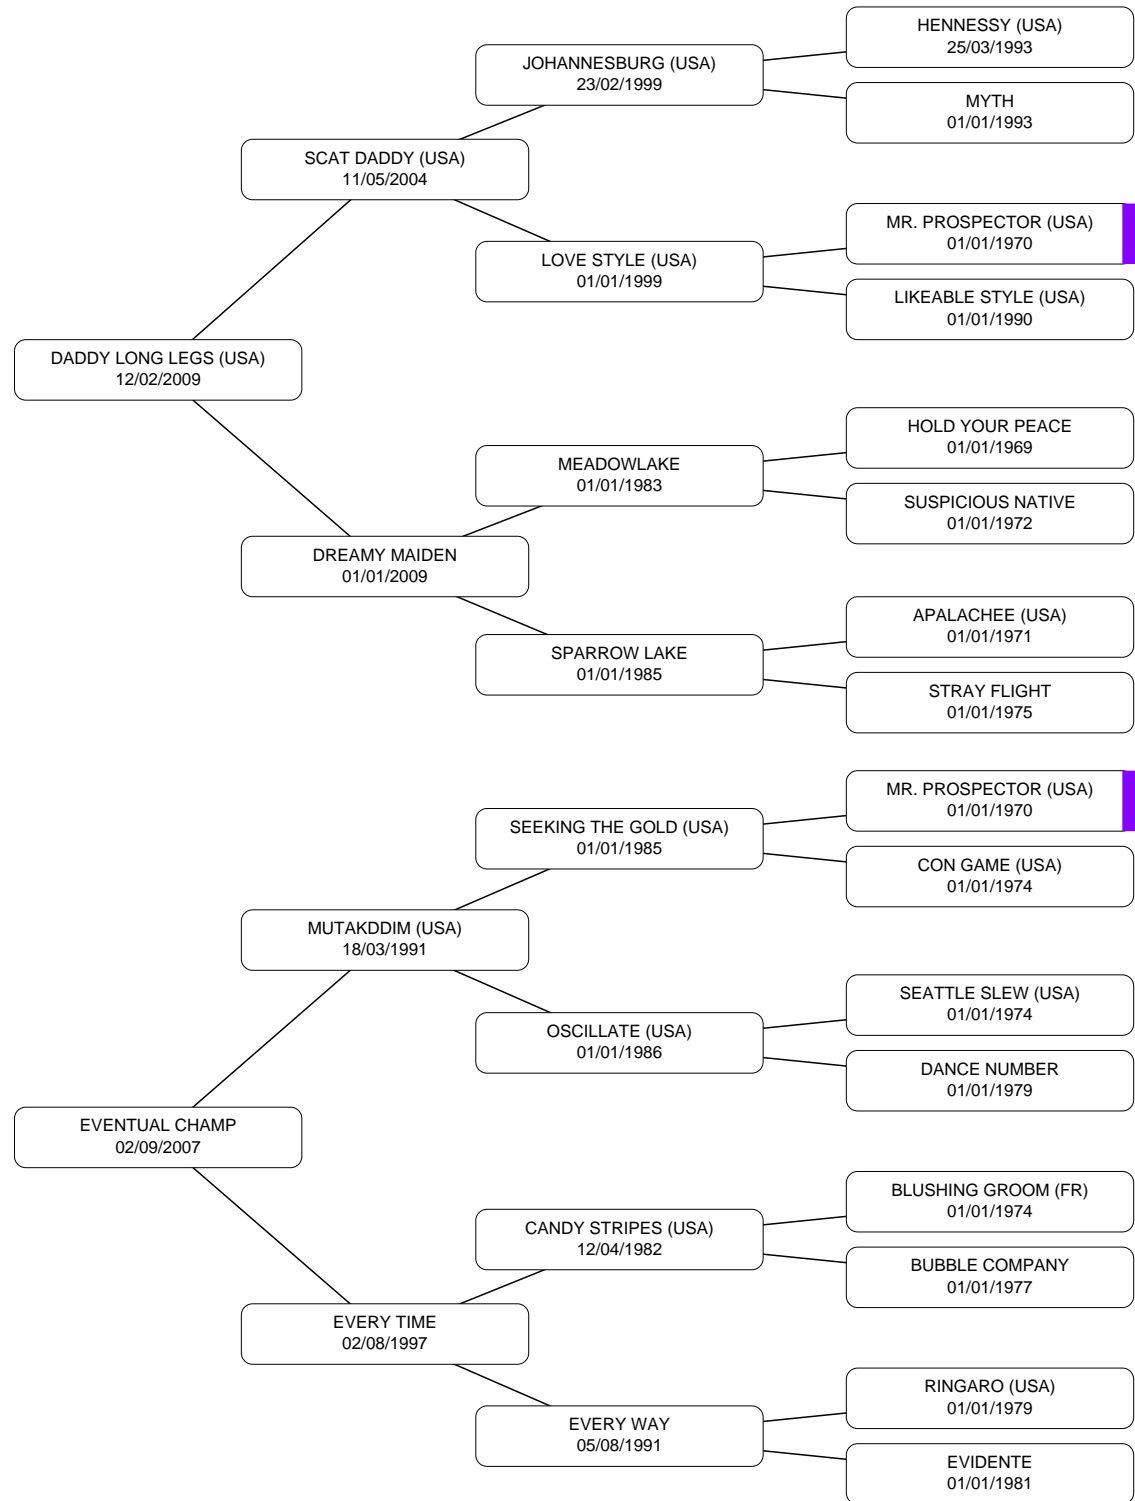 HENNESSY (USA)
25/03/1993
JOHANNESBURG (USA)
23/02/1999
MYTH
01/01/1993
SCAT DADDY (USA)
11/05/2004
MR. PROSPECTOR (USA)
01/01/1970
LOVE STYLE (USA)
01/01/1999
LIKEABLE STYLE (USA)
01/01/1990
DADDY LONG LEGS (USA)
12/02/2009
HOLD YOUR PEACE
01/01/1969
MEADOWLAKE
01/01/1983
SUSPICIOUS NATIVE
01/01/1972
DREAMY MAIDEN
01/01/2009
APALACHEE (USA)
01/01/1971
SPARROW LAKE
01/01/1985
STRAY FLIGHT
01/01/1975
MR. PROSPECTOR (USA)
01/01/1970
SEEKING THE GOLD (USA)
01/01/1985
CON GAME (USA)
01/01/1974
MUTAKDDIM (USA)
18/03/1991
SEATTLE SLEW (USA)
01/01/1974
OSCILLATE (USA)
01/01/1986
DANCE NUMBER
01/01/1979
EVENTUAL CHAMP
02/09/2007
BLUSHING GROOM (FR)
01/01/1974
CANDY STRIPES (USA)
12/04/1982
BUBBLE COMPANY
01/01/1977
EVERY TIME
02/08/1997
RINGARO (USA)
01/01/1979
EVERY WAY
05/08/1991
EVIDENTE
01/01/1981